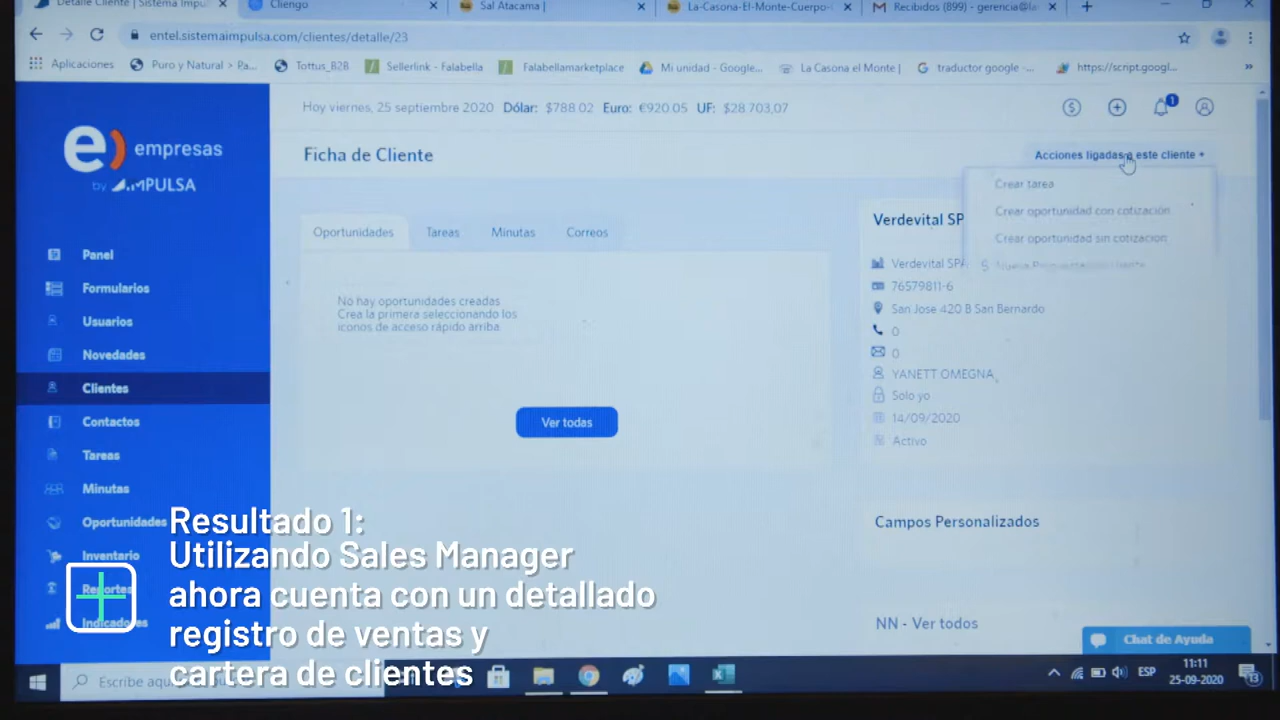 Detalle Cliente | Sistema Impu
Cliengo
Sal Atacama |
La-Casona-El-Monte-Cuerpo-
Recibidos (899) - gerencia@la
entel.sistemaimpulsa.com/clientes/detalle/23
Aplicaciones
Puro y Natural > Pa...
Tottus_B2B
Sellerlink - Falabella
Falabellamarketplace
Mi unidad - Google...
La Casona el Monte |
traductor google -...
https://script.googl...
»
Hoy viernes, 25 septiembre 2020 Dólar: $788.02 Euro: €920.05 UF: $28.703,07
1
e) empresas
by IMPULSA
Ficha de Cliente
Acciones ligadas a este cliente
Crear tarea
Crear oportunidad con cotización
Crear oportunidad sin cotización
Panel
Formularios
Usuarios
Novedades
Clientes
Contactos
Tareas
Minutas
Oportunidades
Inventario
Reportes
Indicadores
Oportunidades
Tareas
Minutas
Correos
No hay oportunidades creadas
Crea la primera seleccionando los
iconos de acceso rápido arriba.
Ver todas
Verdevital SP
Verdevital SPA
76579811-6
San Jose 420 B San Bernardo
0
0
YANETT OMEGNA
Solo yo
14/09/2020
Activo
Campos Personalizados
NN - Ver todos
Chat de Ayuda
Resultado 1:
Utilizando Sales Manager
ahora cuenta con un detallado
registro de ventas y
cartera de clientes
Escribe aqu
ESP
11:11
25-09-2020
13